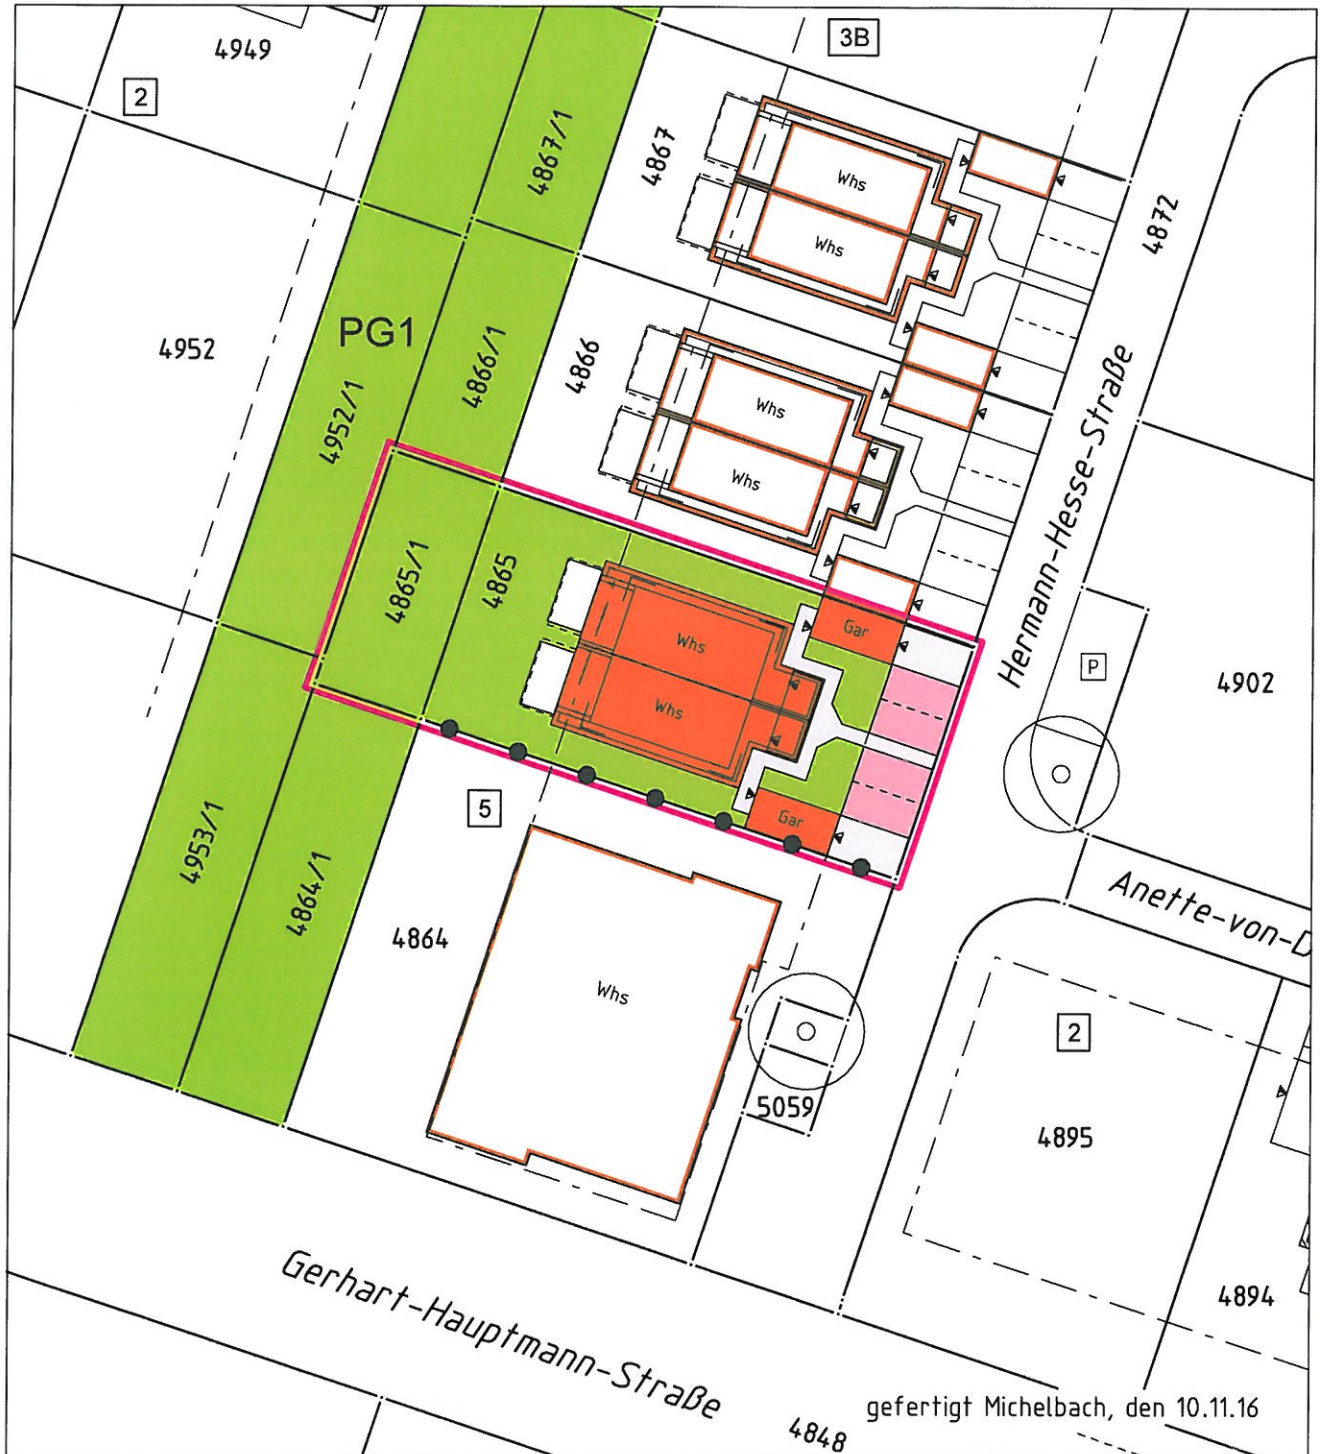 3B
4949
2
4867/1
4867
Whs
Whs
4872
PG1
4952
4866/1
4866
4952/1
Whs
Whs
Hermann-Hesse-Straße
4865/1
4865
Whs
Whs
Gar
P
4902
Gar
5
4953/1
4864/1
4864
Anette-von-D
Whs
2
5059
4895
4894
Gerhart-Hauptmann-Straße
4848
gefertigt Michelbach, den 10.11.16